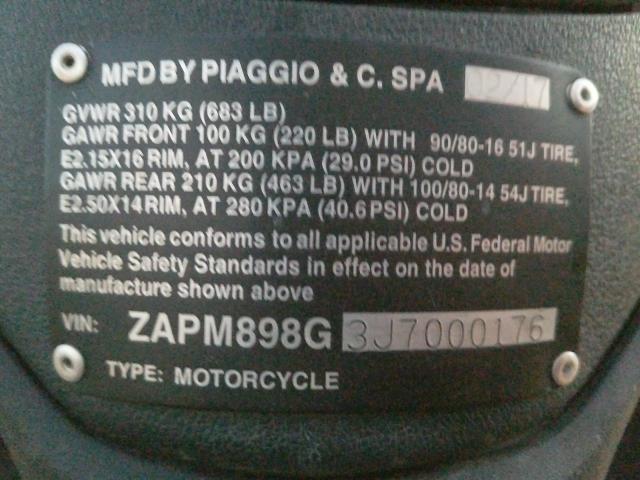 MFD BY PIAGGIO & C. SPA 02/17
GVWR 310 KG (683 LB)
GAWR FRONT 100 KG (220 LB) WITH 90/80-16 51J TIRE,
E2.15X16 RIM, AT 200 KPA (29.0 PSI) COLD
GAWR REAR 210 KG (463 LB) WITH 100/80-14 54J TIRE,
E2.50X14 RIM, AT 280 KPA (40.6 PSI) COLD
This vehicle conforms to all applicable U.S. Federal Motor
Vehicle Safety Standards in effect on the date of
manufacture shown above
VIN: ZAPM898G 3J7000176
TYPE: MOTORCYCLE